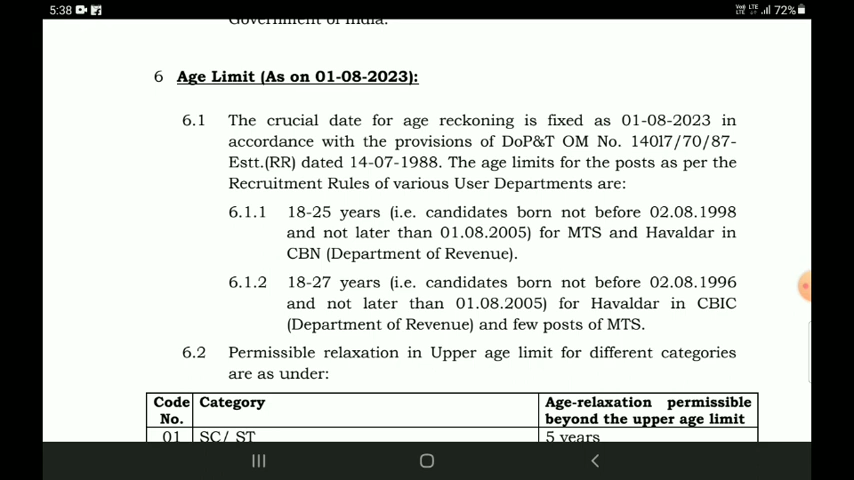 5:38
72%
Government of India.
6 Age Limit (As on 01-08-2023):
6.1 The crucial date for age reckoning is fixed as 01-08-2023 in
accordance with the provisions of DoP&T OM No. 140l7/70/87-
Estt.(RR) dated 14-07-1988. The age limits for the posts as per the
Recruitment Rules of various User Departments are:
6.1.1 18-25 years (i.e. candidates born not before 02.08.1998
and not later than 01.08.2005) for MTS and Havaldar in
CBN (Department of Revenue).
6.1.2 18-27 years (i.e. candidates born not before 02.08.1996
and not later than 01.08.2005) for Havaldar in CBIC
(Department of Revenue) and few posts of MTS.
6.2 Permissible relaxation in Upper age limit for different categories
are as under:
Code Category Age-relaxation permissible
No. beyond the upper age limit
01 SC/ ST 5 years